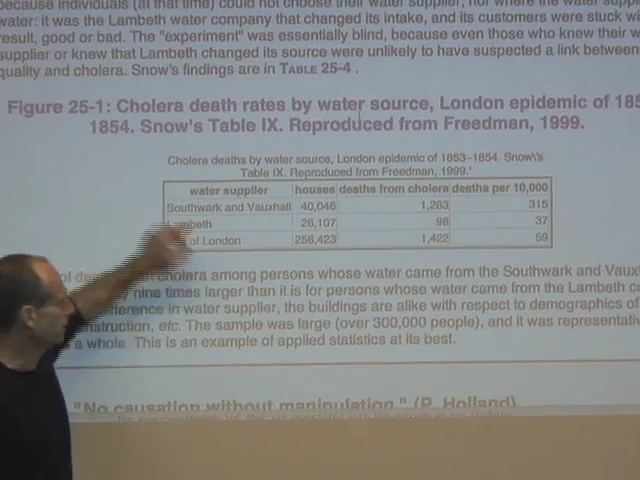 because individuals (at that time) could not choose their water supplier, nor where the water
water: it was the Lambeth water company that changed its intake, and its customers were stuck
result, good or bad. The "experiment" was essentially blind, because even those who knew their
supplier or knew that Lambeth changed its source were unlikely to have suspected a link between
quality and cholera. Snow's findings are in TABLE 25-4 .
Figure 25-1: Cholera death rates by water source, London epidemic of
1854. Snow's Table IX. Reproduced from Freedman, 1999.
Cholera deaths by water source, London epidemic of 1853–1854. Snow\'s
Table IX. Reproduced from Freedman, 1999.'
water supplier houses deaths from cholera deaths per 10,000
Southwark and Vauxhall 40,046 1,263 315
Lambeth 26,107 98 37
of London 256,423 1,422 59
of cholera among persons whose water came from the Southwark and
nine times larger than it is for persons whose water came from the Lambeth
in water supplier, the buildings are alike with respect to demographics of
etc. The sample was large (over 300,000 people), and it was
a whole. This is an example of applied statistics at its best.
"No causation without manipulation." (P. Holland)